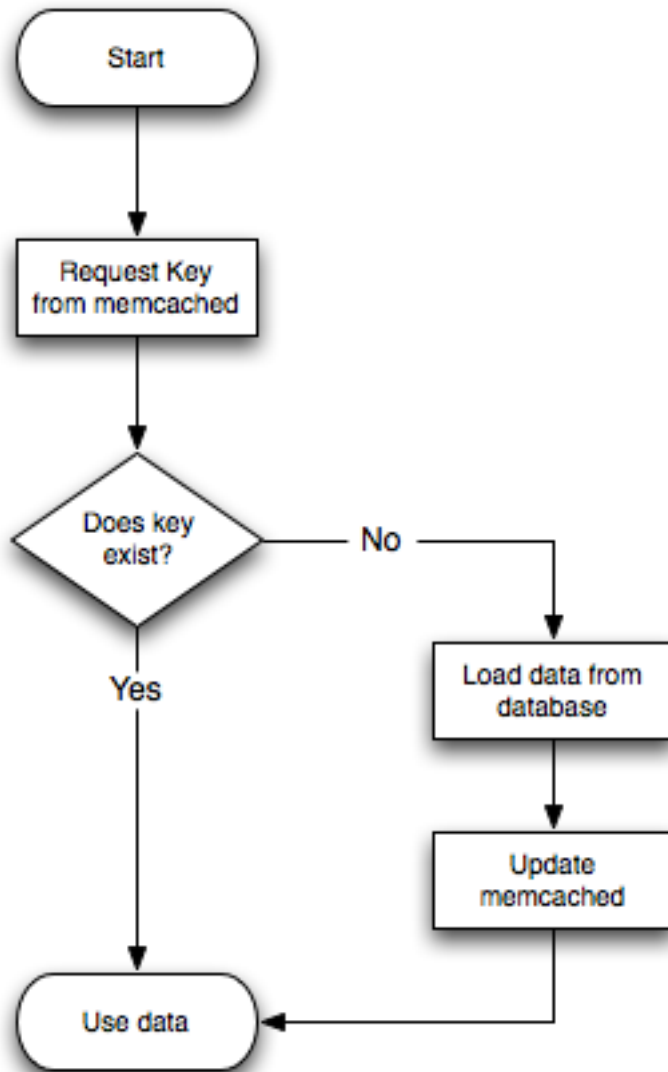 Start
Request Key
from memcached
Does key
exist?
No
Yes
Load data from
database
Update
memcached
Use data